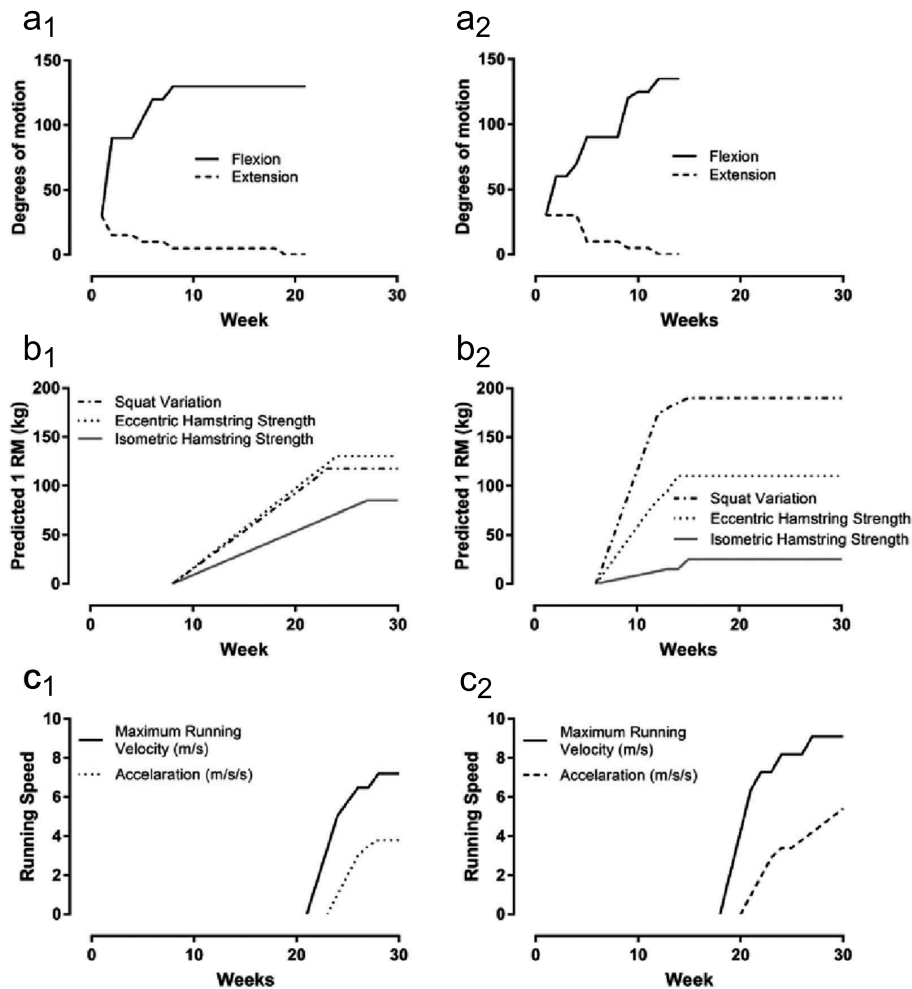 a1
150
100
50
0
Degrees of motion
Flexion
Extension
0 10 20 30
Week
a2
150
100
50
0
Degrees of motion
Flexion
Extension
0 10 20 30
Weeks
b1
200
150
100
50
0
Predicted 1 RM (kg)
Squat Variation
Eccentric Hamstring Strength
Isometric Hamstring Strength
0 10 20 30
Week
b2
200
150
100
50
0
Predicted 1 RM (kg)
Squat Variation
Eccentric Hamstring Strength
Isometric Hamstring Strength
0 10 20 30
Weeks
c1
10
8
6
4
2
0
Running Speed
Maximum Running
Velocity (m/s)
Accelaration (m/s/s)
0 10 20 30
Weeks
c2
10
8
6
4
2
0
Running Speed
Maximum Running
Velocity (m/s)
Accelaration (m/s/s)
0 10 20 30
Week